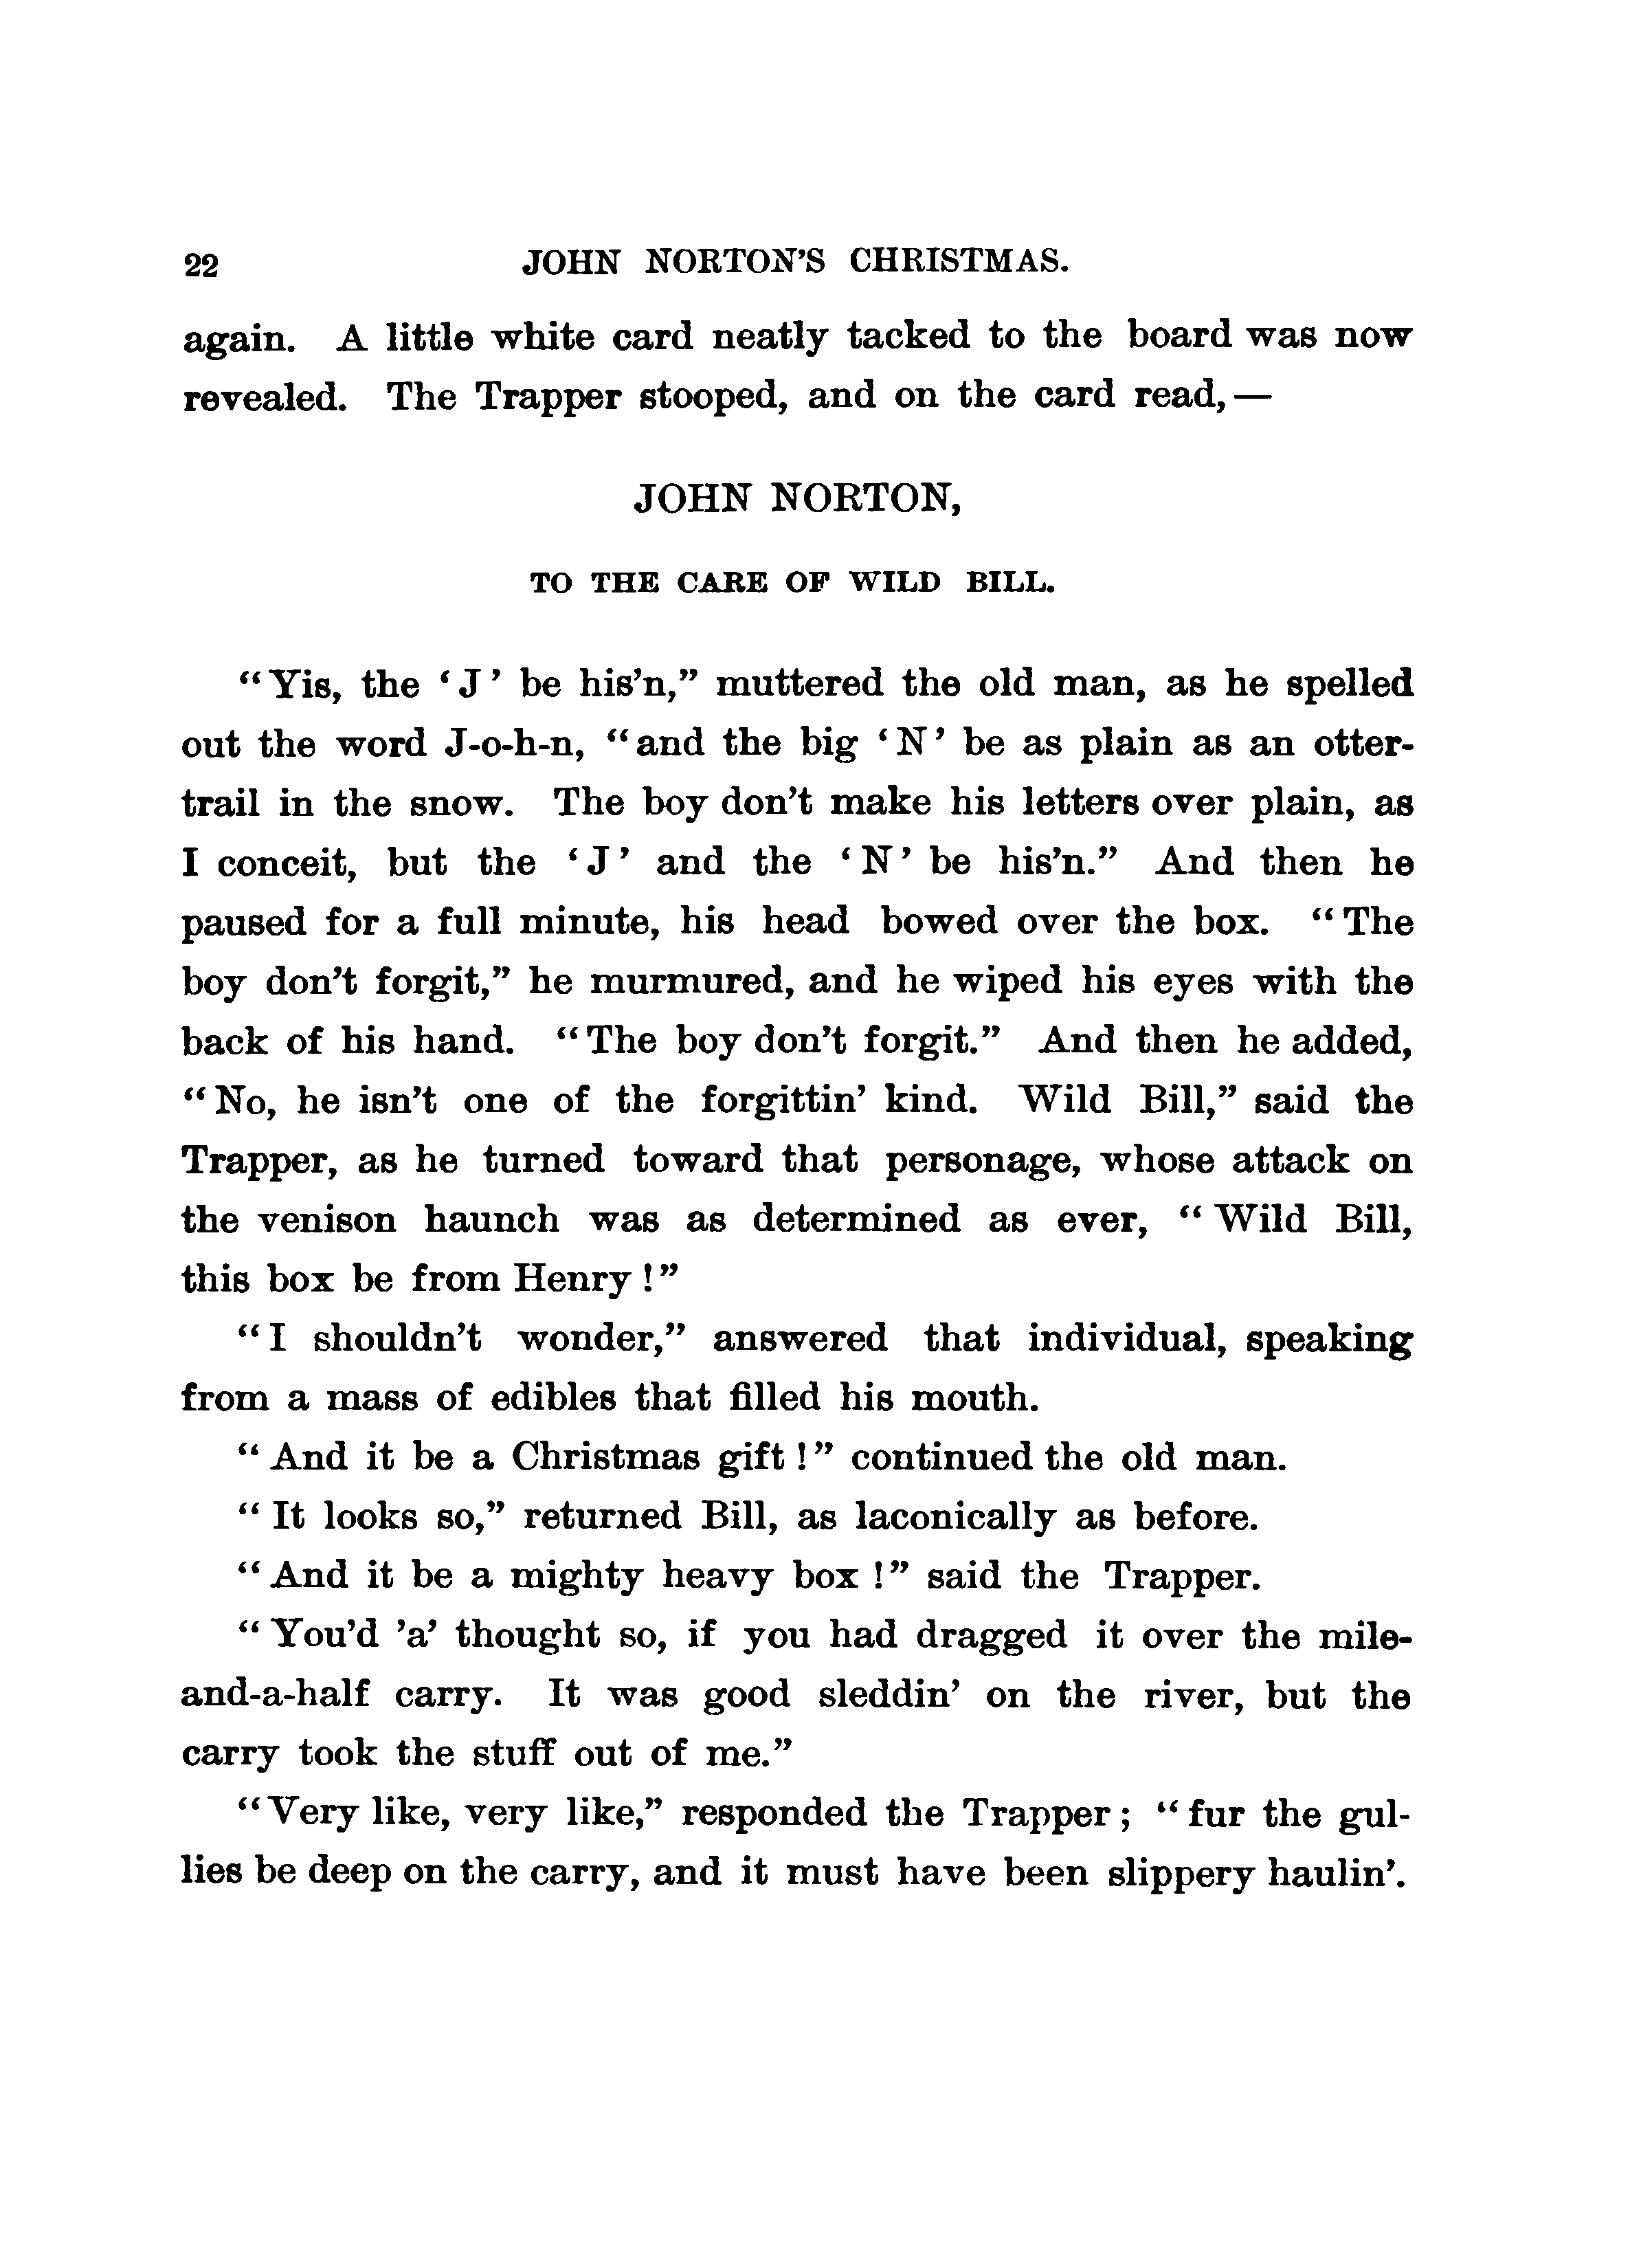 22 JOHN NORTON'S CHRISTMAS.
again. A little white card neatly tacked to the board was now
revealed. The Trapper stooped, and on the card read,—
JOHN NORTON,
TO THE CARE OF WILD BILL.
“Yis, the ‘J’ be his’n,” muttered the old man, as he spelled
out the word J-o-h-n, “and the big ‘N’ be as plain as an otter-
trail in the snow. The boy don’t make his letters over plain, as
I conceit, but the ‘J’ and the ‘N’ be his’n.” And then he
paused for a full minute, his head bowed over the box. “The
boy don’t forgit,” he murmured, and he wiped his eyes with the
back of his hand. “The boy don’t forgit.” And then he added,
“No, he isn’t one of the forgittin’ kind. Wild Bill,” said the
Trapper, as he turned toward that personage, whose attack on
the venison haunch was as determined as ever, “Wild Bill,
this box be from Henry!”
“I shouldn’t wonder,” answered that individual, speaking
from a mass of edibles that filled his mouth.
“And it be a Christmas gift!” continued the old man.
“It looks so,” returned Bill, as laconically as before.
“And it be a mighty heavy box!” said the Trapper.
“You’d ’a’ thought so, if you had dragged it over the mile-
and-a-half carry. It was good sleddin’ on the river, but the
carry took the stuff out of me.”
“Very like, very like,” responded the Trapper; “fur the gul-
lies be deep on the carry, and it must have been slippery haulin’.